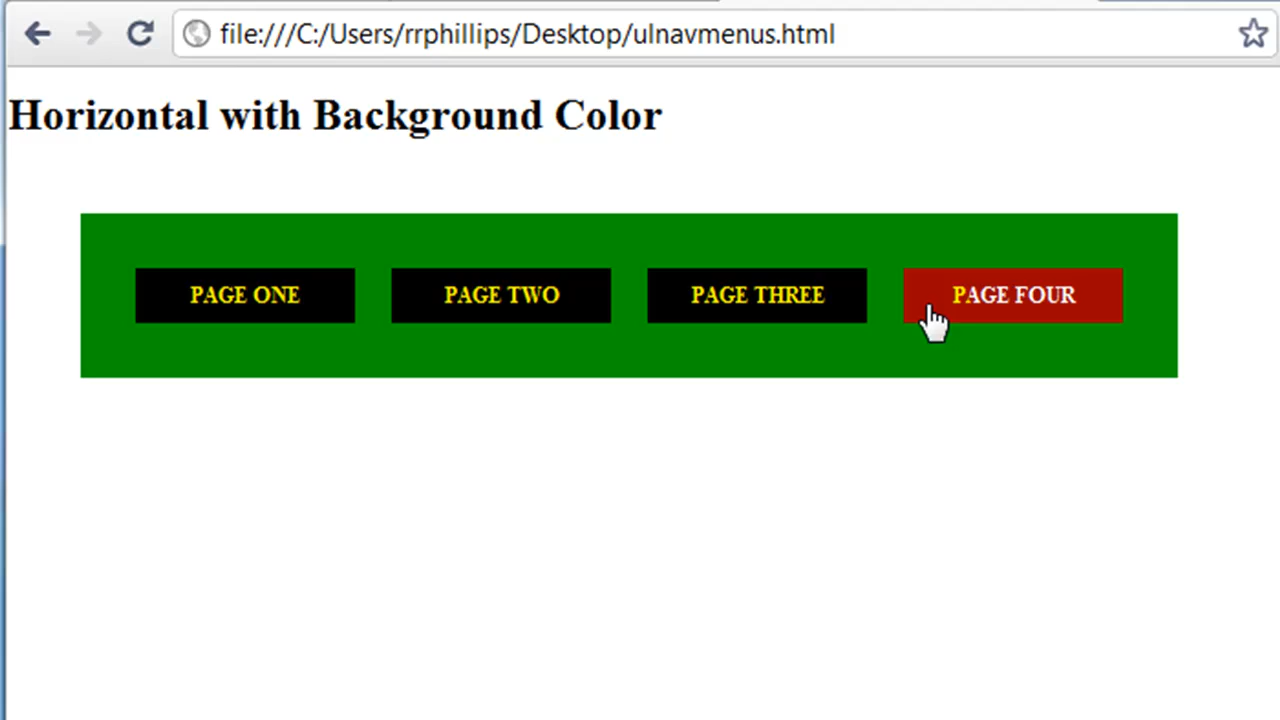 file:///C:/Users/rrphillips/Desktop/ulnavmenus.html
Horizontal with Background Color
PAGE ONE PAGE TWO PAGE THREE PAGE FOUR